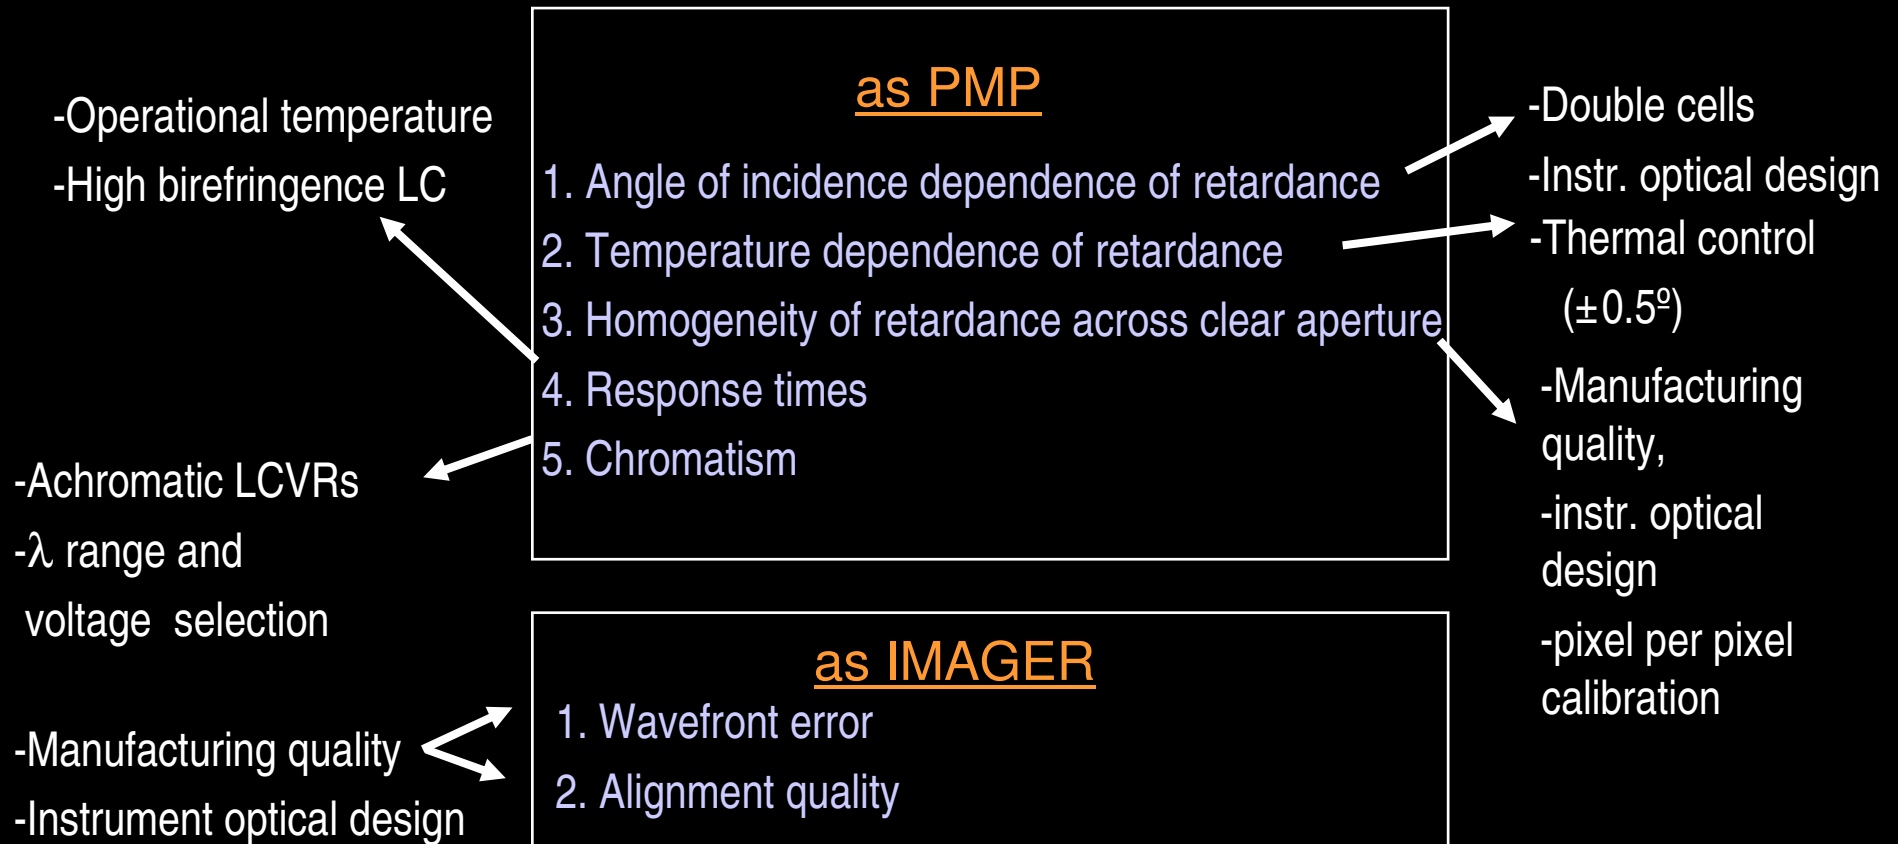 as PMP
-Operational temperature
-High birefringence LC
1. Angle of incidence dependence of retardance
2. Temperature dependence of retardance
3. Homogeneity of retardance across clear aperture
4. Response times
5. Chromatism
-Double cells
-Instr. optical design
-Thermal control
(±0.5º)
-Manufacturing
quality,
-instr. optical
design
-pixel per pixel
calibration
-Achromatic LCVRs
-λ range and
voltage selection
as IMAGER
1. Wavefront error
2. Alignment quality
-Manufacturing quality
-Instrument optical design